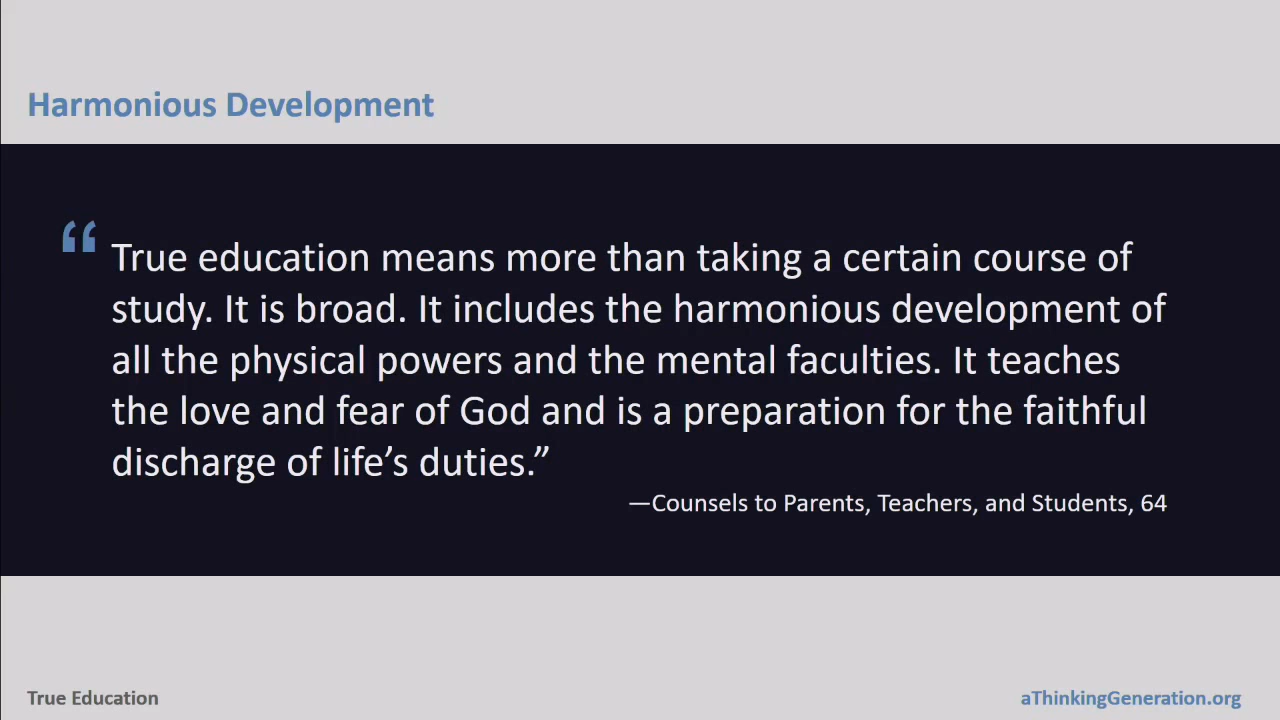 Harmonious Development
“True education means more than taking a certain course of
study. It is broad. It includes the harmonious development of
all the physical powers and the mental faculties. It teaches
the love and fear of God and is a preparation for the faithful
discharge of life’s duties.”
—Counsels to Parents, Teachers, and Students, 64
True Education
aThinkingGeneration.org